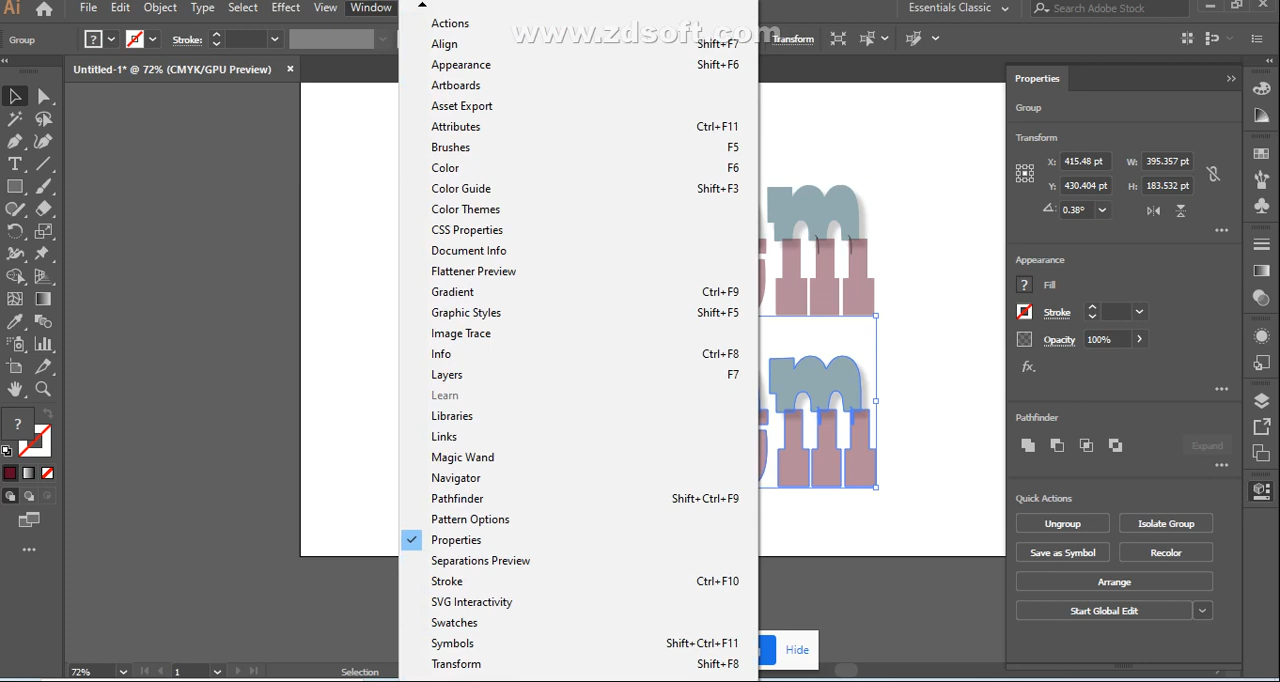 Ai File Edit Object Type Select Effect View Window Essentials Classic Search Adobe Stock
Group ? Stroke: Transform
www.zdsoft.com
Untitled-1* @ 72% (CMYK/GPU Preview) ×
Actions
Align Shift+F7
Appearance Shift+F6
Artboards
Asset Export
Attributes Ctrl+F11
Brushes F5
Color F6
Color Guide Shift+F3
Color Themes
CSS Properties
Document Info
Flattener Preview
Gradient Ctrl+F9
Graphic Styles Shift+F5
Image Trace
Info Ctrl+F8
Layers F7
Learn
Libraries
Links
Magic Wand
Navigator
Pathfinder Shift+Ctrl+F9
Pattern Options
Properties
Separations Preview
Stroke Ctrl+F10
SVG Interactivity
Swatches
Symbols Shift+Ctrl+F11
Transform Shift+F8
m
m
Hide
Properties
Group
Transform
X: 415.48 pt W: 395.357 pt
Y: 430.404 pt H: 183.532 pt
0.38°
Appearance
? Fill
Stroke
Opacity 100%
fx.
Pathfinder
Expand
Quick Actions
Ungroup Isolate Group
Save as Symbol Recolor
Arrange
Start Global Edit
?
72% 1 Selection